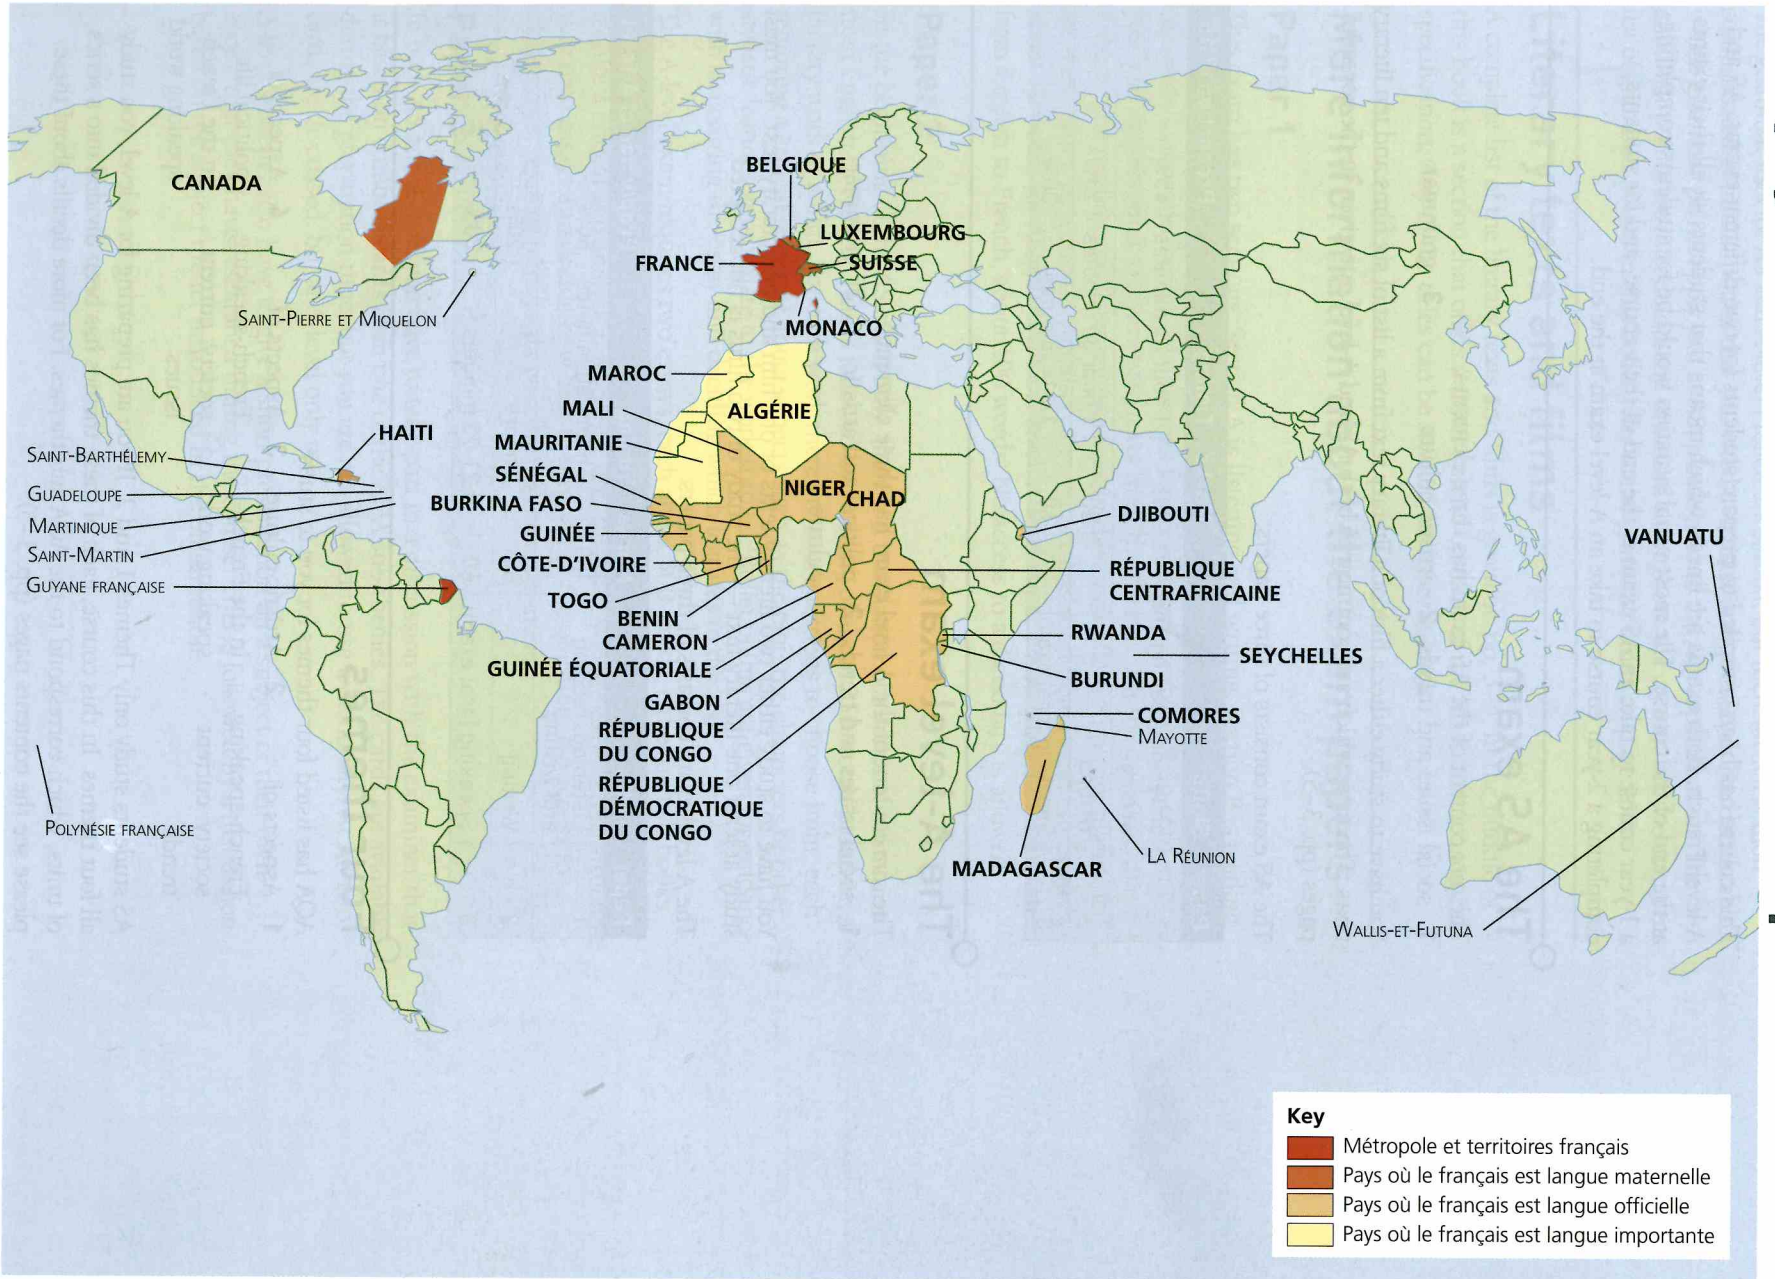 CANADA
SAINT-PIERRE ET MIQUELON
BELGIQUE
LUXEMBOURG
FRANCE
SUISSE
MONACO
MAROC
MALI
ALGÉRIE
MAURITANIE
SÉNÉGAL
BURKINA FASO
NIGER
CHAD
GUINÉE
CÔTE-D'IVOIRE
TOGO
BENIN
CAMERON
GUINÉE ÉQUATORIALE
GABON
RÉPUBLIQUE
DU CONGO
RÉPUBLIQUE
DÉMOCRATIQUE
DU CONGO
HAITI
SAINT-BARTHÉLEMY
GUADELOUPE
MARTINIQUE
SAINT-MARTIN
GUYANE FRANÇAISE
POLYNÉSIE FRANÇAISE
DJIBOUTI
RÉPUBLIQUE
CENTRAFRICAINE
RWANDA
SEYCHELLES
BURUNDI
COMORES
MAYOTTE
MADAGASCAR
LA RÉUNION
VANUATU
WALLIS-ET-FUTUNA
Key
Métropole et territoires français
Pays où le français est langue maternelle
Pays où le français est langue officielle
Pays où le français est langue importante